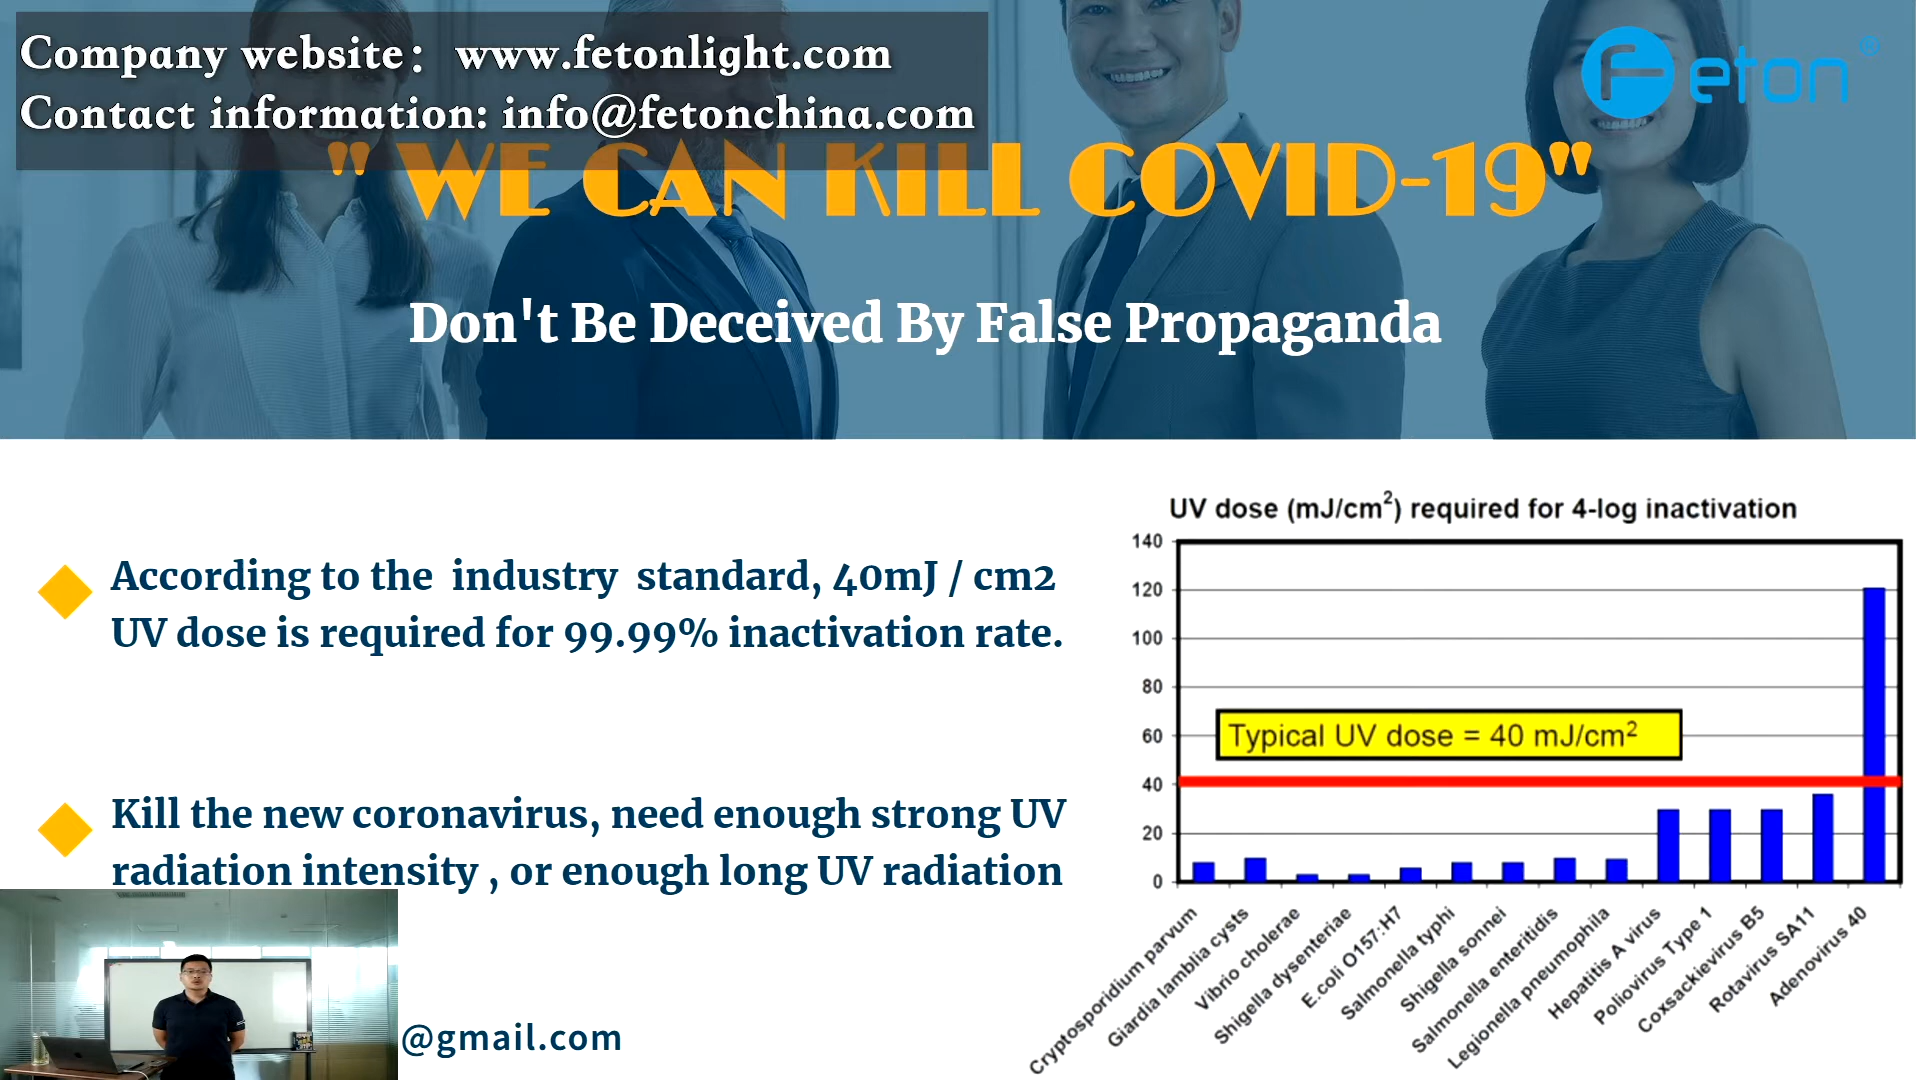 Company website: www.fetonlight.com
Contact information: info@fetonchina.com
Feton ®
" WE CAN KILL COVID-19"
Don't Be Deceived By False Propaganda
According to the industry standard, 40mJ / cm2
UV dose is required for 99.99% inactivation rate.
Kill the new coronavirus, need enough strong UV
radiation intensity , or enough long UV radiation
@gmail.com
UV dose (mJ/cm²) required for 4-log inactivation
140
120
100
80
60
40
20
0
Typical UV dose = 40 mJ/cm²
Cryptosporidium parvum
Giardia lamblia cysts
Vibrio cholerae
Shigella dysenteriae
E.coli O157:H7
Salmonella typhi
Shigella sonnei
Salmonella enteritidis
Legionella pneumophila
Hepatitis A virus
Poliovirus Type 1
Coxsackievirus B5
Rotavirus SA11
Adenovirus 40